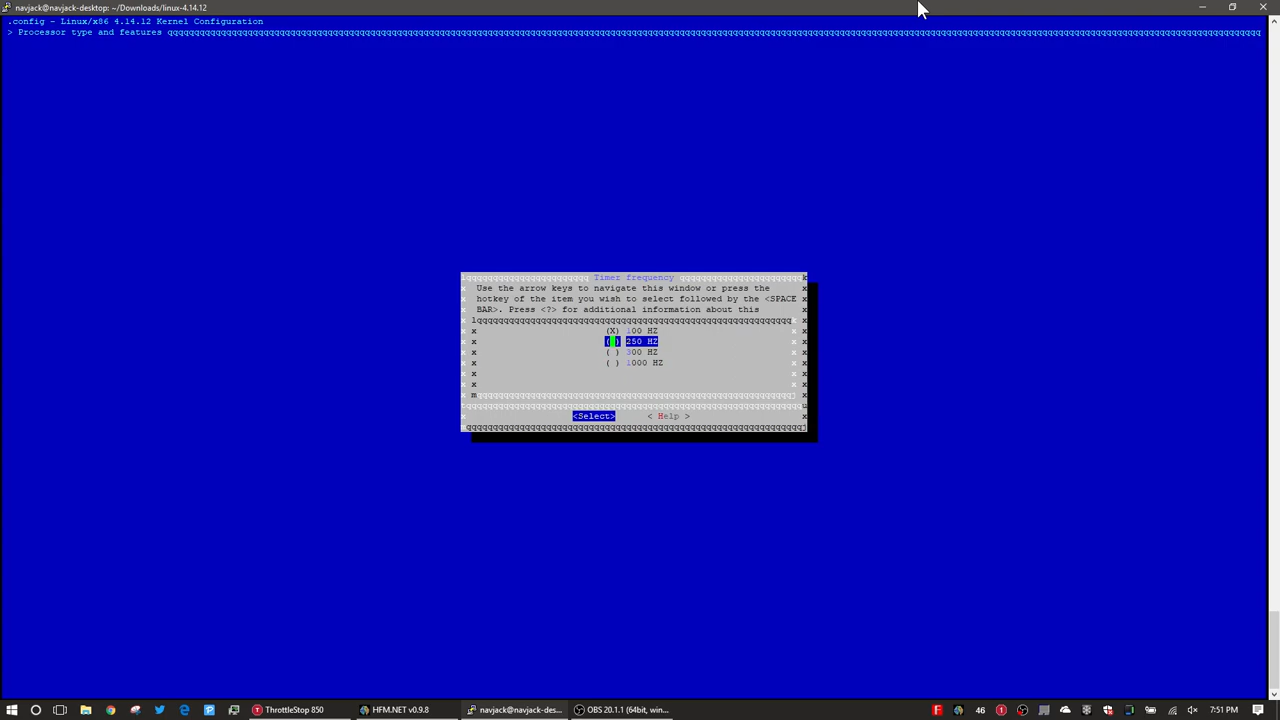 navjack@navjack-desktop: ~/Downloads/linux-4.14.12
.config - Linux/x86 4.14.12 Kernel Configuration
> Processor type and features
Timer frequency
Use the arrow keys to navigate this window or press the
hotkey of the item you wish to select followed by the <SPACE
BAR>. Press <?> for additional information about this
(X) 100 HZ
( ) 250 HZ
( ) 300 HZ
( ) 1000 HZ
<Select> < Help >
ThrottleStop 850 HFM.NET v0.9.8 navjack@navjack-des... OBS 20.1.1 (64bit, win... 46 7:51 PM